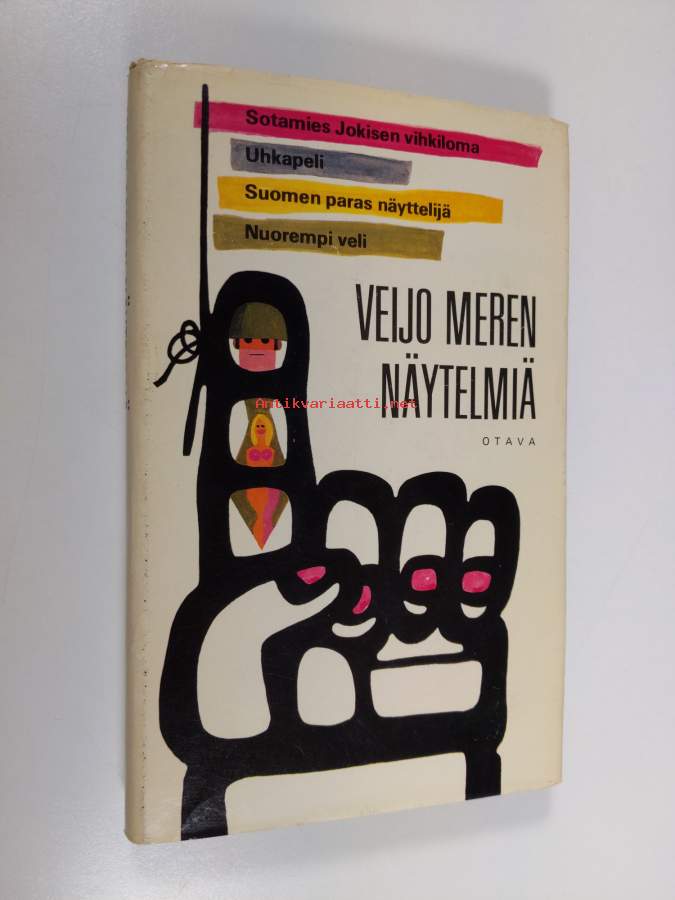 Sotamies Jokisen vihkiloma
Uhkapeli
Suomen paras näyttelijä
Nuorempi veli
VEIJO MEREN
NÄYTELMIÄ
OTAVA
Antikvariaatti.net